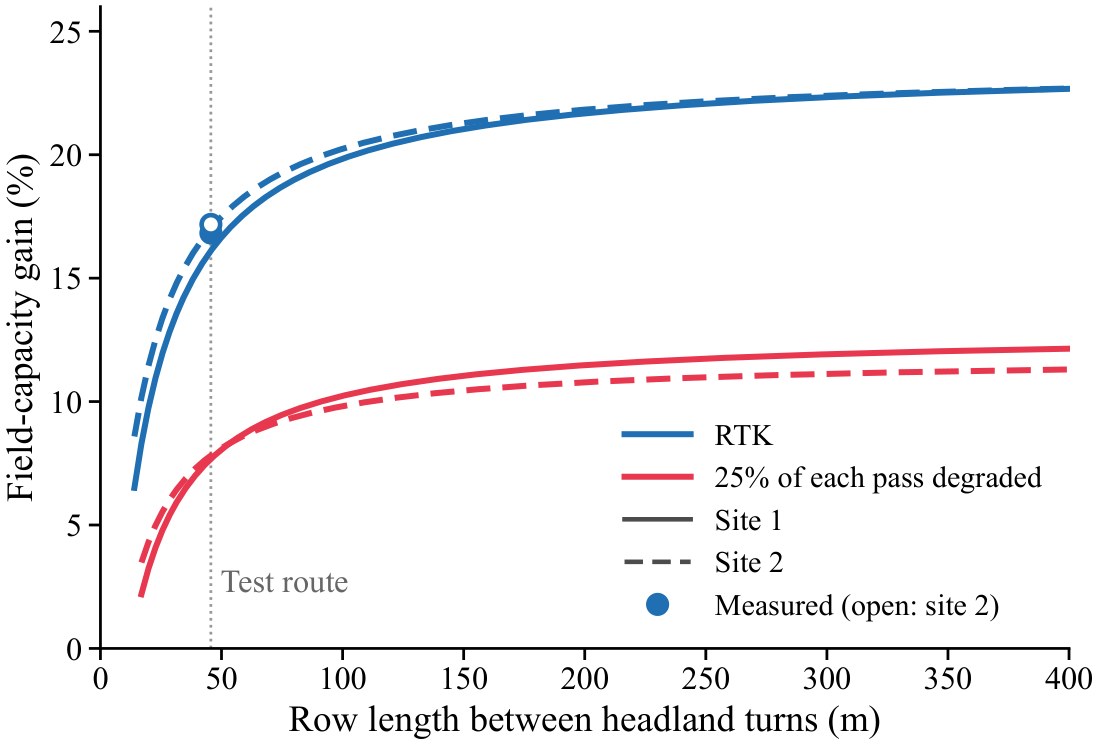 Field-capacity gain (%)
25
20
15
10
5
0
RTK
25% of each pass degraded
Site 1
Site 2
Measured (open: site 2)
Test route
0 50 100 150 200 250 300 350 400
Row length between headland turns (m)